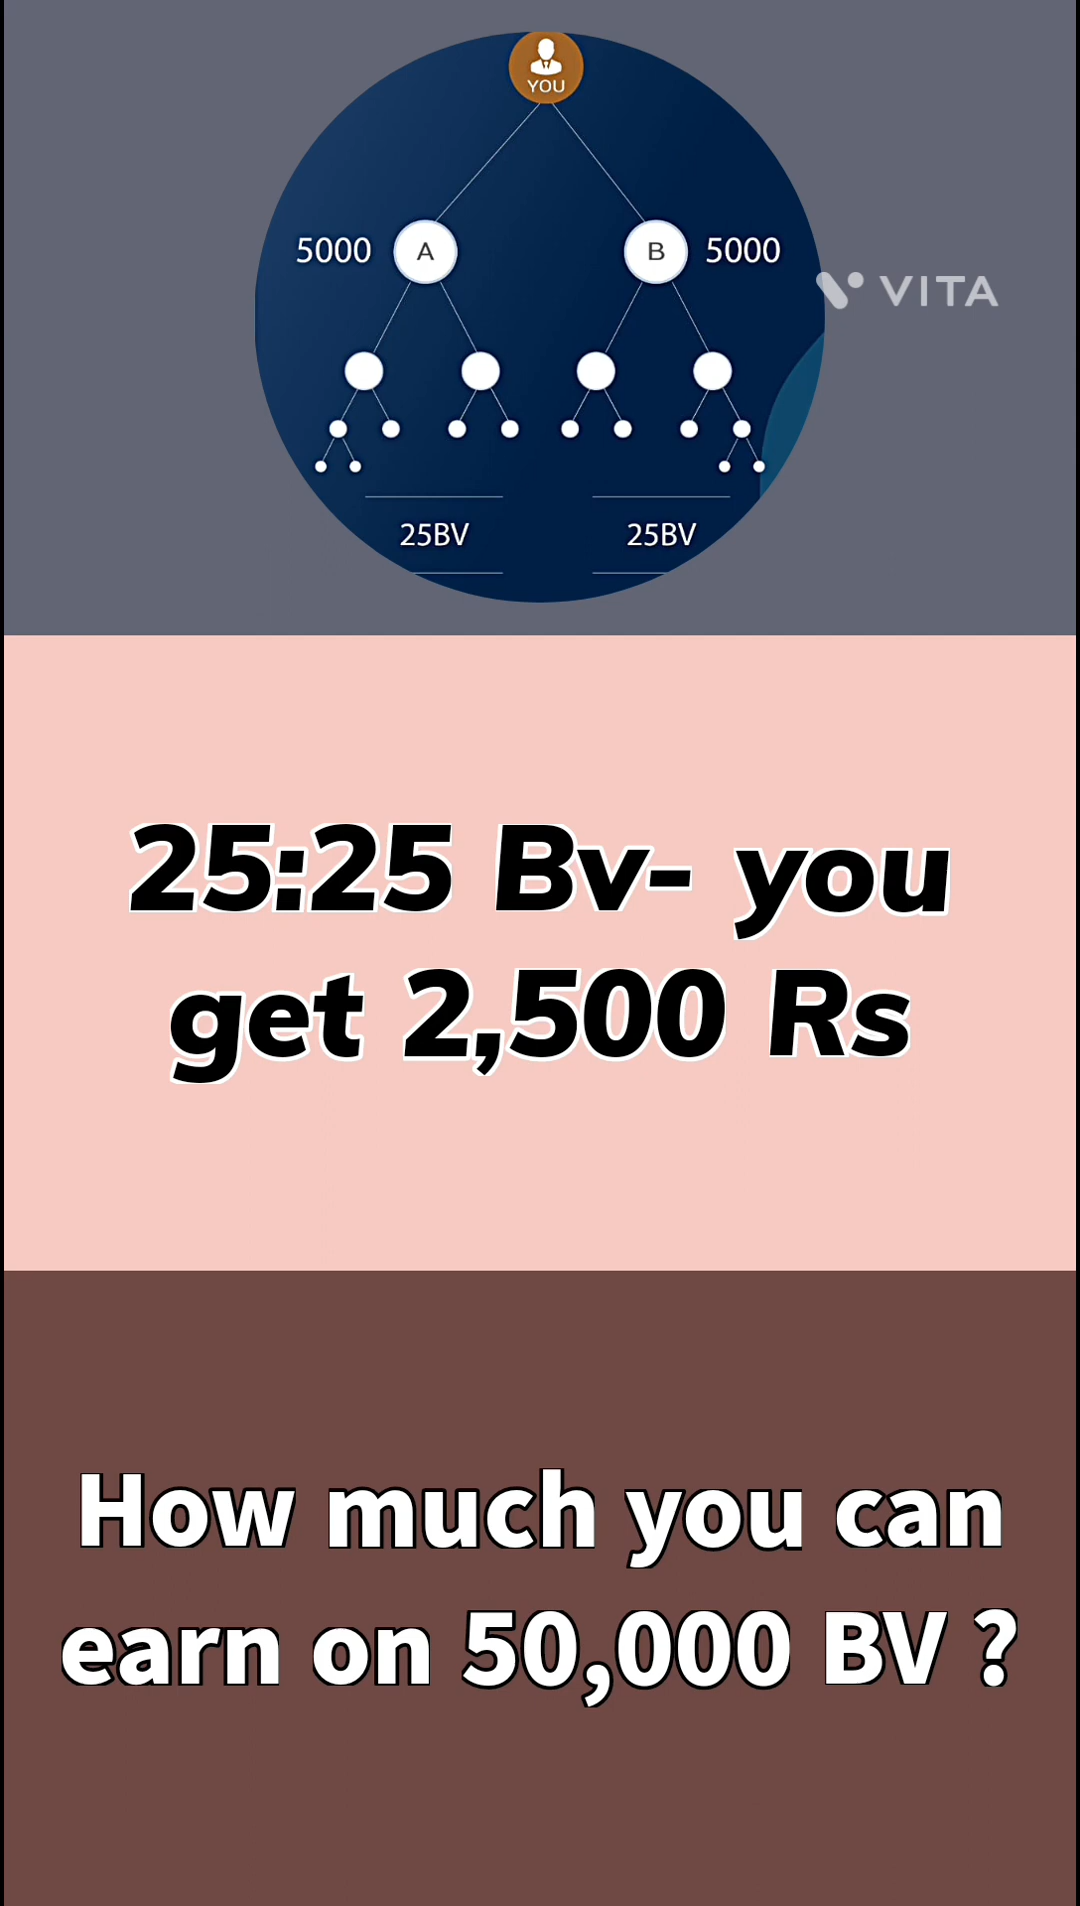 YOU
5000 A B 5000
VITA
25BV 25BV
25:25 Bv- you
get 2,500 Rs
How much you can
earn on 50,000 BV ?